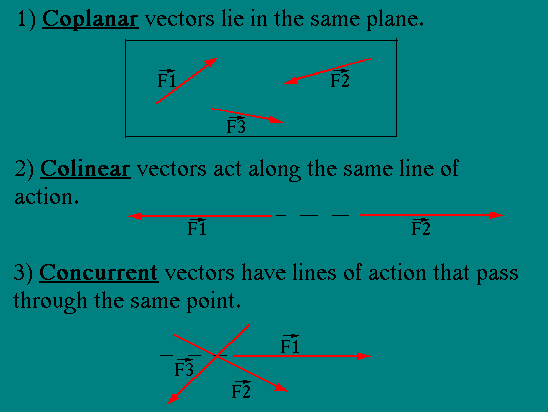 1) Coplanar vectors lie in the same plane.
F1
F2
F3
2) Colinear vectors act along the same line of
action.
F1
F2
3) Concurrent vectors have lines of action that pass
through the same point.
F1
F3
F2